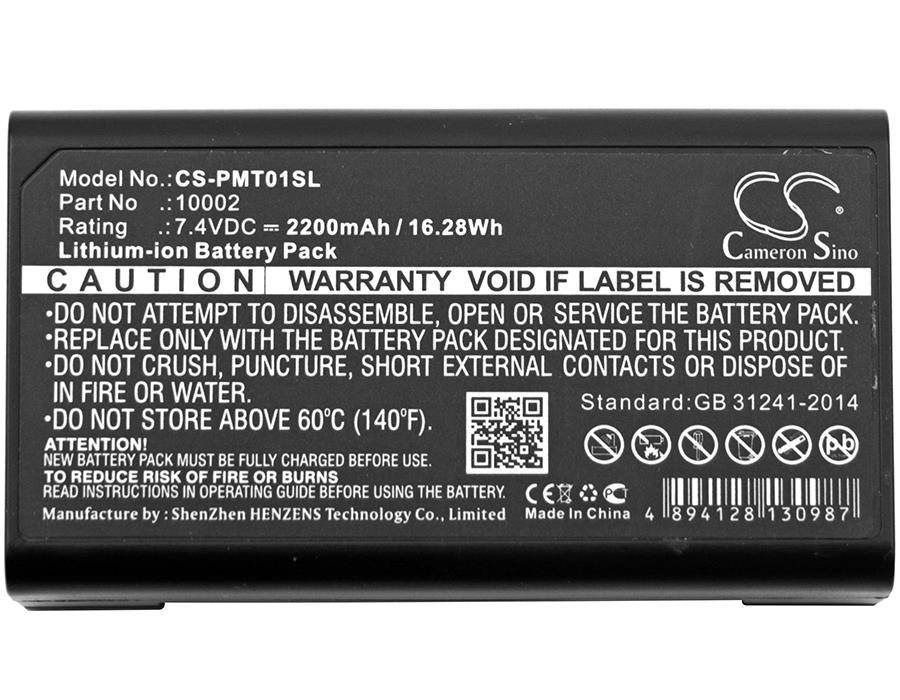 Model No.: CS-PMT01SL
Part No .: 10002
Rating .: 7.4VDC ⎓ 2200mAh / 16.28Wh
Lithium-ion Battery Pack
CS
Cameron Sino
CAUTION WARRANTY VOID IF LABEL IS REMOVED
•DO NOT ATTEMPT TO DISASSEMBLE, OPEN OR SERVICE THE BATTERY PACK.
•REPLACE ONLY WITH THE BATTERY PACK DESIGNATED FOR THIS PRODUCT.
•DO NOT CRUSH, PUNCTURE, SHORT EXTERNAL CONTACTS OR DISPOSE OF
IN FIRE OR WATER.
•DO NOT STORE ABOVE 60°C (140°F).
Standard:GB 31241-2014
ATTENTION!
NEW BATTERY PACK MUST BE FULLY CHARGED BEFORE USE.
TO REDUCE RISK OF FIRE OR BURNS
READ INSTRUCTIONS IN OPERATING GUIDE BEFORE USING THE BATTERY.
Manufacture by : ShenZhen HENZENS Technology Co., Limited
Pb
CE
Made In China
4 894128 130987